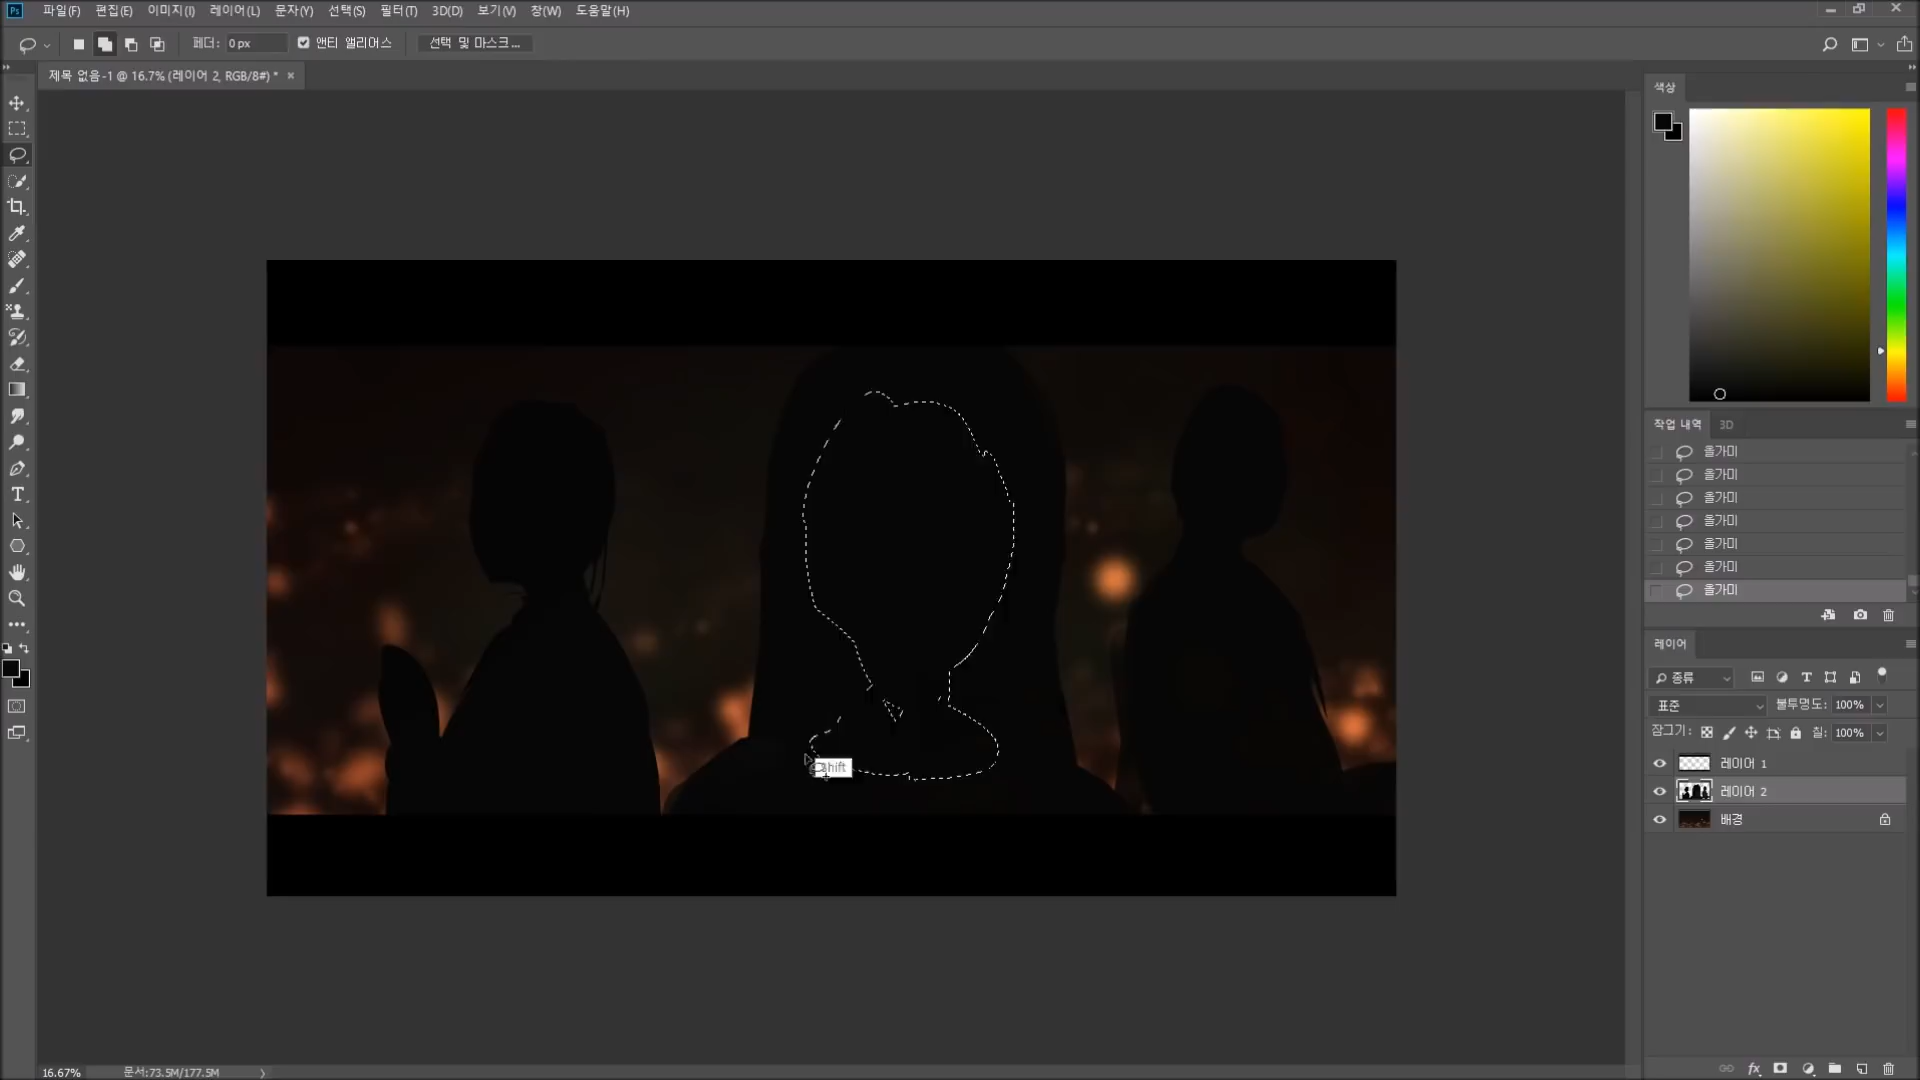 Ps 파일(F) 편집(E) 이미지(I) 레이어(L) 문자(Y) 선택(S) 필터(T) 3D(D) 보기(V) 창(W) 도움말(H)
페더: 0 px 앤티 앨리어스 선택 및 마스크...
제목 없음-1 @ 16.7% (레이어 2, RGB/8#) *
색상
작업 내역 3D
올가미
올가미
올가미
올가미
올가미
올가미
올가미
레이어
종류
표준 불투명도: 100%
잠그기: 칠: 100%
레이어 1
레이어 2
배경
Shift
fx
16.67% 문서:73.5M/177.5M